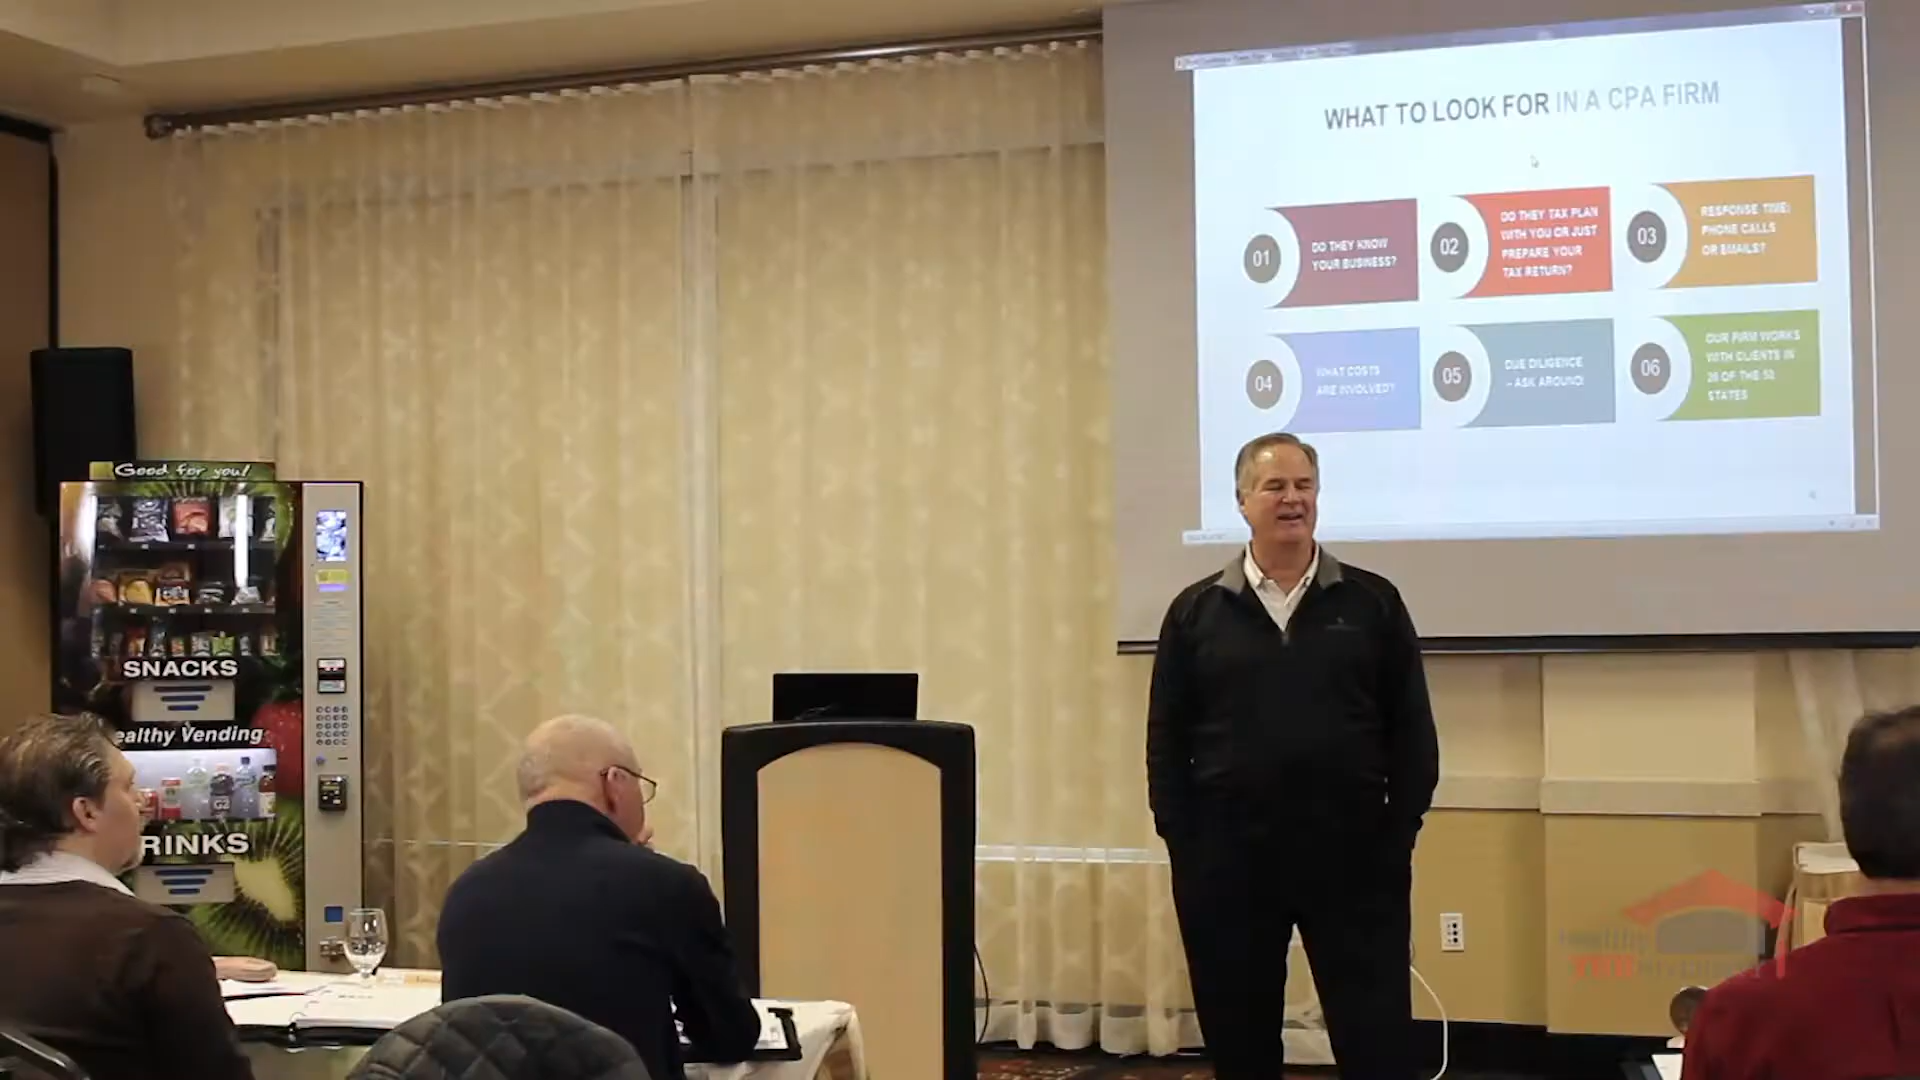 WHAT TO LOOK FOR IN A CPA FIRM
01
DO THEY KNOW
YOUR BUSINESS?
02
DO THEY TAX PLAN
WITH YOU OR JUST
PREPARE YOUR
TAX RETURN?
03
RESPONSE TIME:
PHONE CALLS
OR EMAILS?
04
WHAT COSTS
ARE INVOLVED?
05
DUE DILIGENCE
– ASK AROUND!
06
OUR FIRM WORKS
WITH CLIENTS IN
OF THE
STATES
Good for you!
SNACKS
ealthy Vending
G2
RINKS